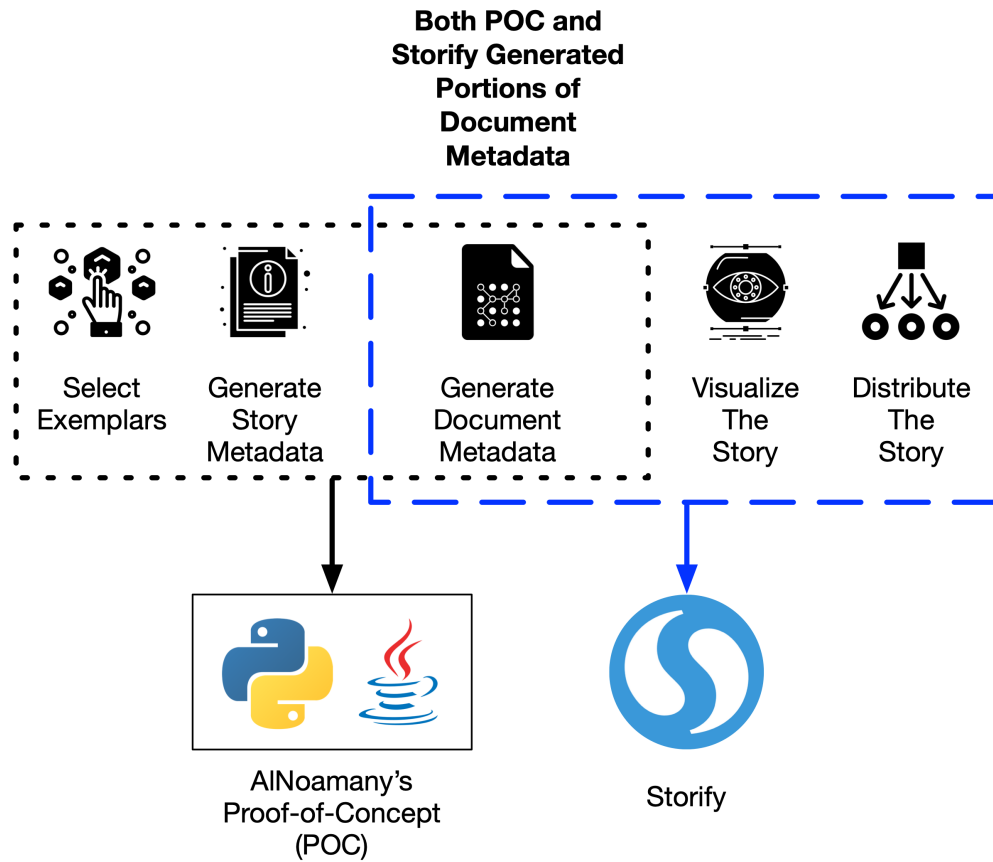 Both POC and
Storify Generated
Portions of
Document
Metadata
Select
Exemplars
Generate
Story
Metadata
Generate
Document
Metadata
Visualize
The
Story
Distribute
The
Story
AlNoamany's
Proof-of-Concept
(POC)
Storify